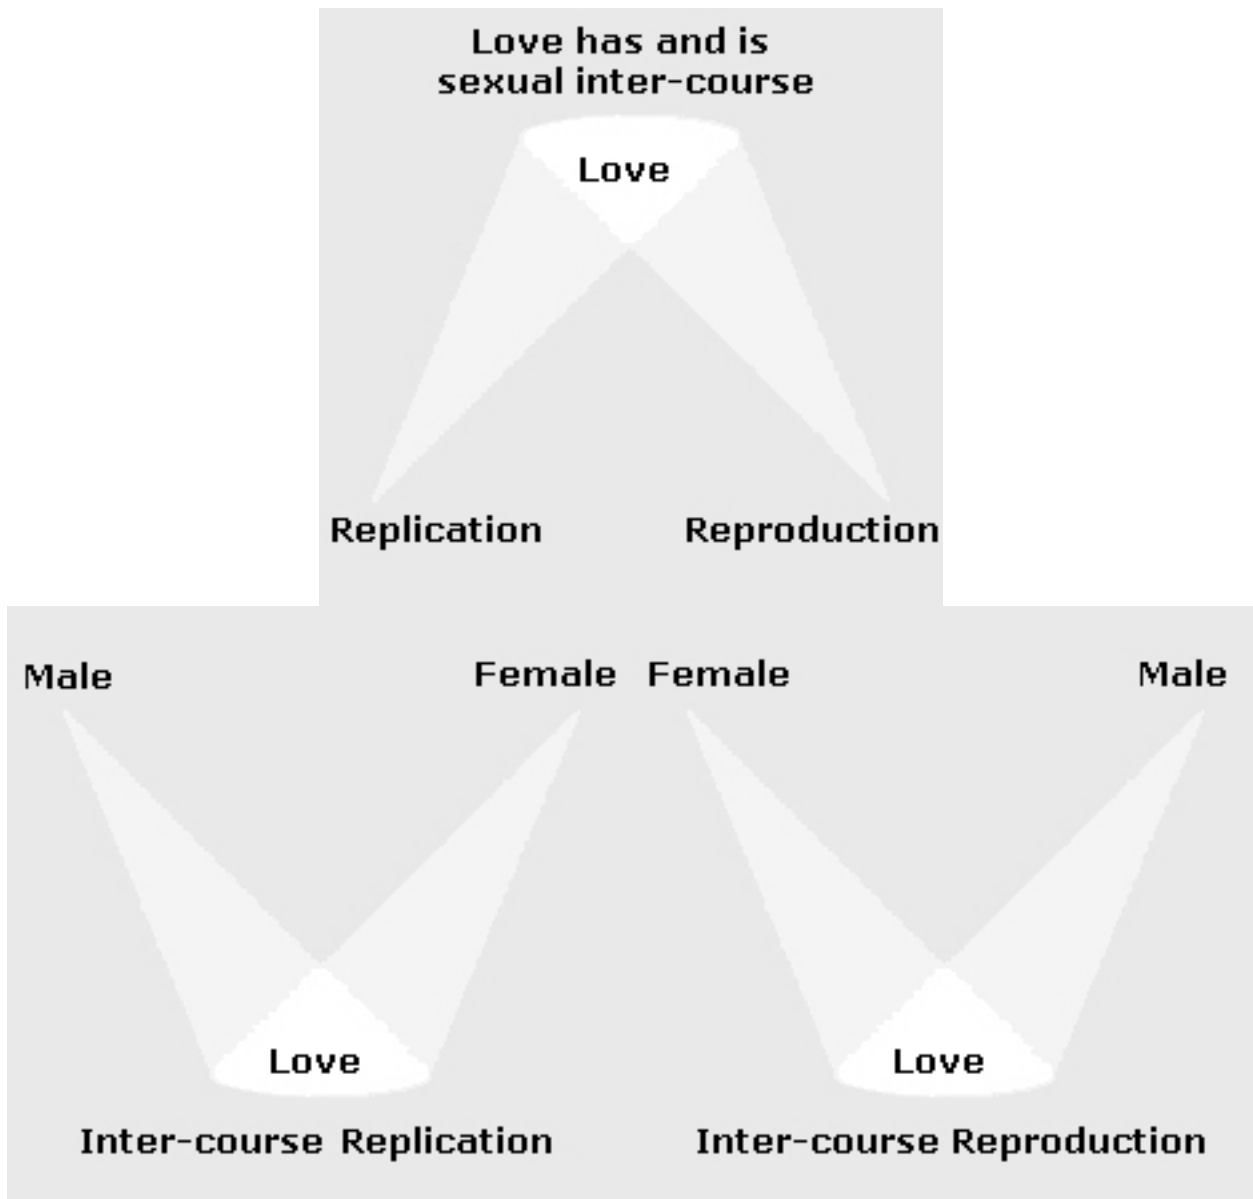 Love has and is
sexual inter-course
Love
Replication Reproduction
Male Female Female Male
Love Love
Inter-course Replication Inter-course Reproduction